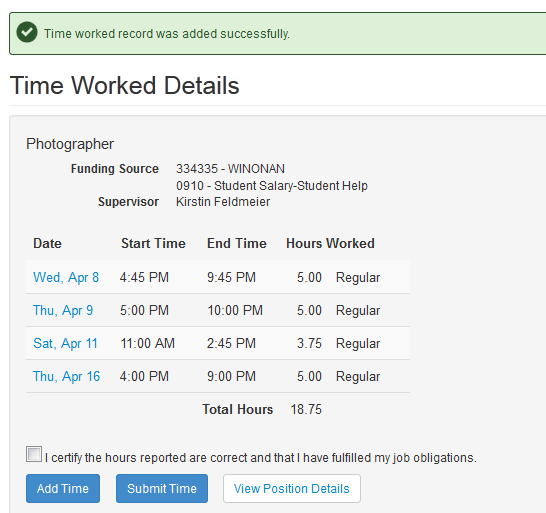 Time worked record was added successfully.
Time Worked Details
Photographer
Funding Source 334335 - WINONAN
0910 - Student Salary-Student Help
Supervisor Kirstin Feldmeier
Date Start Time End Time Hours Worked
Wed, Apr 8 4:45 PM 9:45 PM 5.00 Regular
Thu, Apr 9 5:00 PM 10:00 PM 5.00 Regular
Sat, Apr 11 11:00 AM 2:45 PM 3.75 Regular
Thu, Apr 16 4:00 PM 9:00 PM 5.00 Regular
Total Hours 18.75
I certify the hours reported are correct and that I have fulfilled my job obligations.
Add Time Submit Time View Position Details